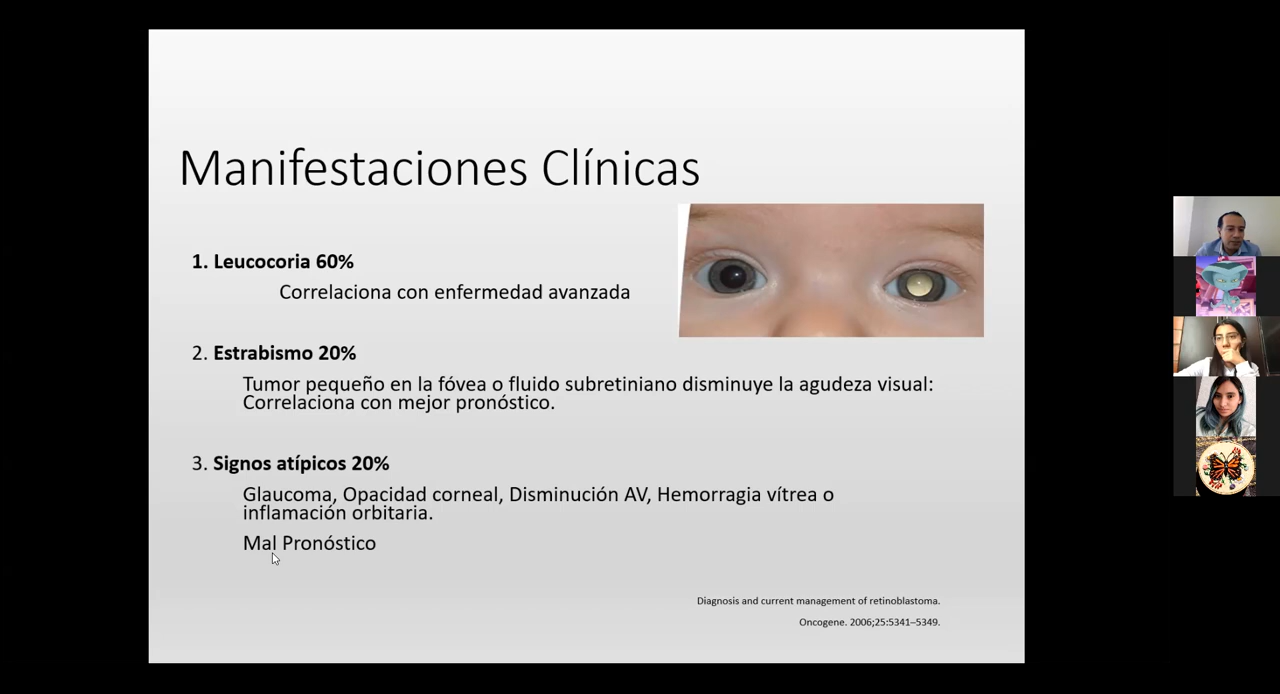 Manifestaciones Clínicas
1. Leucocoria 60%
Correlaciona con enfermedad avanzada
2. Estrabismo 20%
Tumor pequeño en la fóvea o fluido subretiniano disminuye la agudeza visual:
Correlaciona con mejor pronóstico.
3. Signos atípicos 20%
Glaucoma, Opacidad corneal, Disminución AV, Hemorragia vítrea o
inflamación orbitaria.
Mal Pronóstico
Diagnosis and current management of retinoblastoma.
Oncogene. 2006;25:5341–5349.